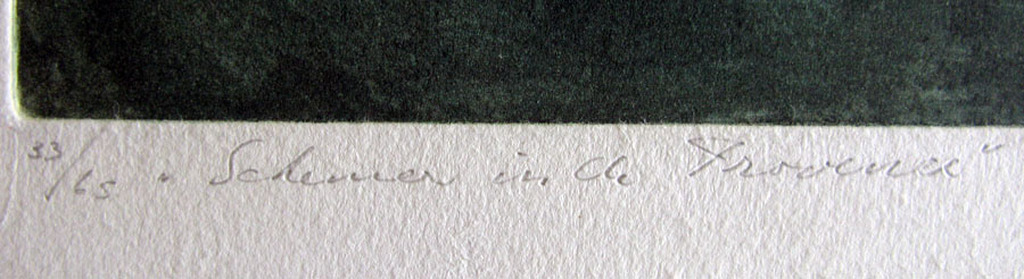 33/65 "Schemer in de Provence"